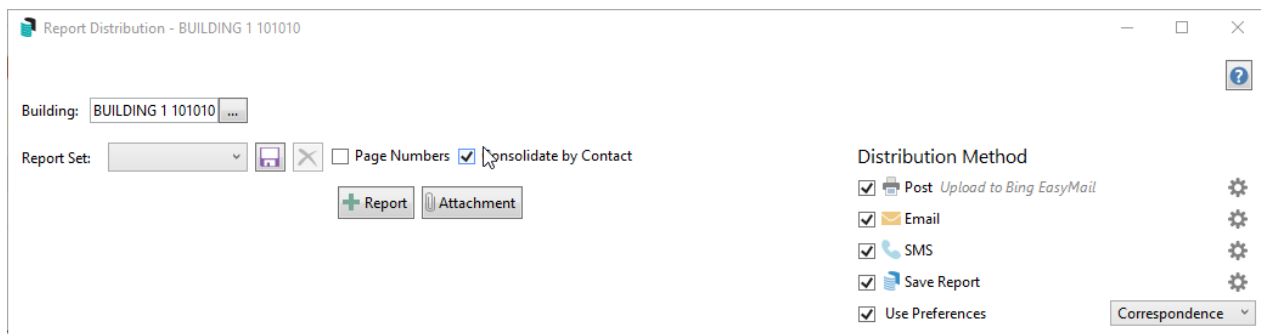 Report Distribution - BUILDING 1 101010
Building: BUILDING 1 101010 ...
Report Set: Page Numbers Consolidate by Contact
Report Attachment
Distribution Method
Post Upload to Bing EasyMail
Email
SMS
Save Report
Use Preferences Correspondence